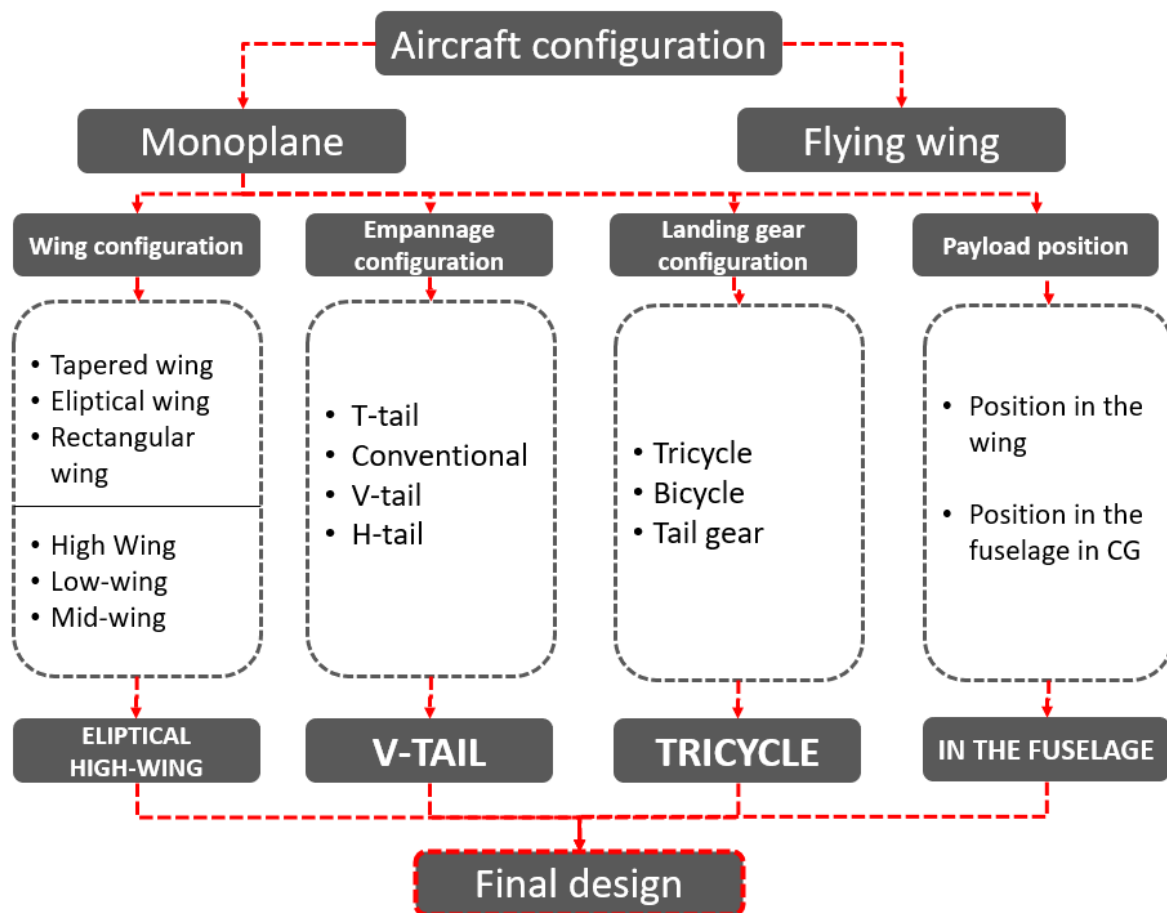 Aircraft configuration
Monoplane
Flying wing
Wing configuration
Empannage
configuration
Landing gear
configuration
Payload position
• Tapered wing
• Eliptical wing
• Rectangular
wing
• High Wing
• Low-wing
• Mid-wing
• T-tail
• Conventional
• V-tail
• H-tail
• Tricycle
• Bicycle
• Tail gear
• Position in the
wing
• Position in the
fuselage in CG
ELIPTICAL
HIGH-WING
V-TAIL
TRICYCLE
IN THE FUSELAGE
Final design